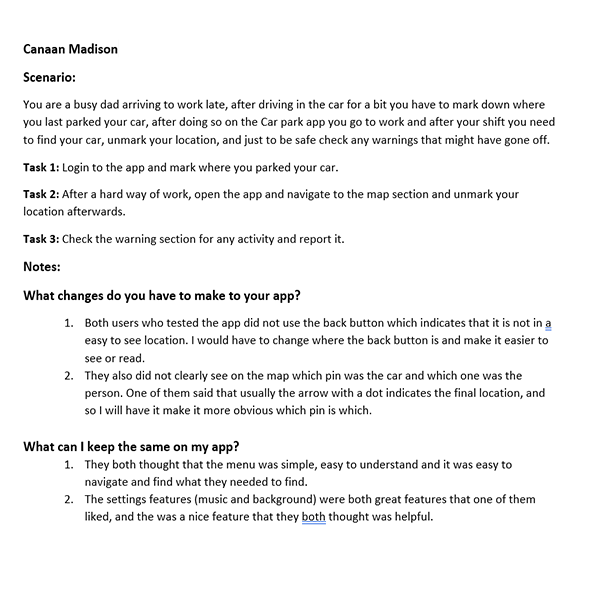 Canaan Madison
Scenario:
You are a busy dad arriving to work late, after driving in the car for a bit you have to mark down where
you last parked your car, after doing so on the Car park app you go to work and after your shift you need
to find your car, unmark your location, and just to be safe check any warnings that might have gone off.
Task 1: Login to the app and mark where you parked your car.
Task 2: After a hard way of work, open the app and navigate to the map section and unmark your
location afterwards.
Task 3: Check the warning section for any activity and report it.
Notes:
What changes do you have to make to your app?
1. Both users who tested the app did not use the back button which indicates that it is not in a
easy to see location. I would have to change where the back button is and make it easier to
see or read.
2. They also did not clearly see on the map which pin was the car and which one was the
person. One of them said that usually the arrow with a dot indicates the final location, and
so I will have it make it more obvious which pin is which.
What can I keep the same on my app?
1. They both thought that the menu was simple, easy to understand and it was easy to
navigate and find what they needed to find.
2. The settings features (music and background) were both great features that one of them
liked, and the was a nice feature that they both thought was helpful.